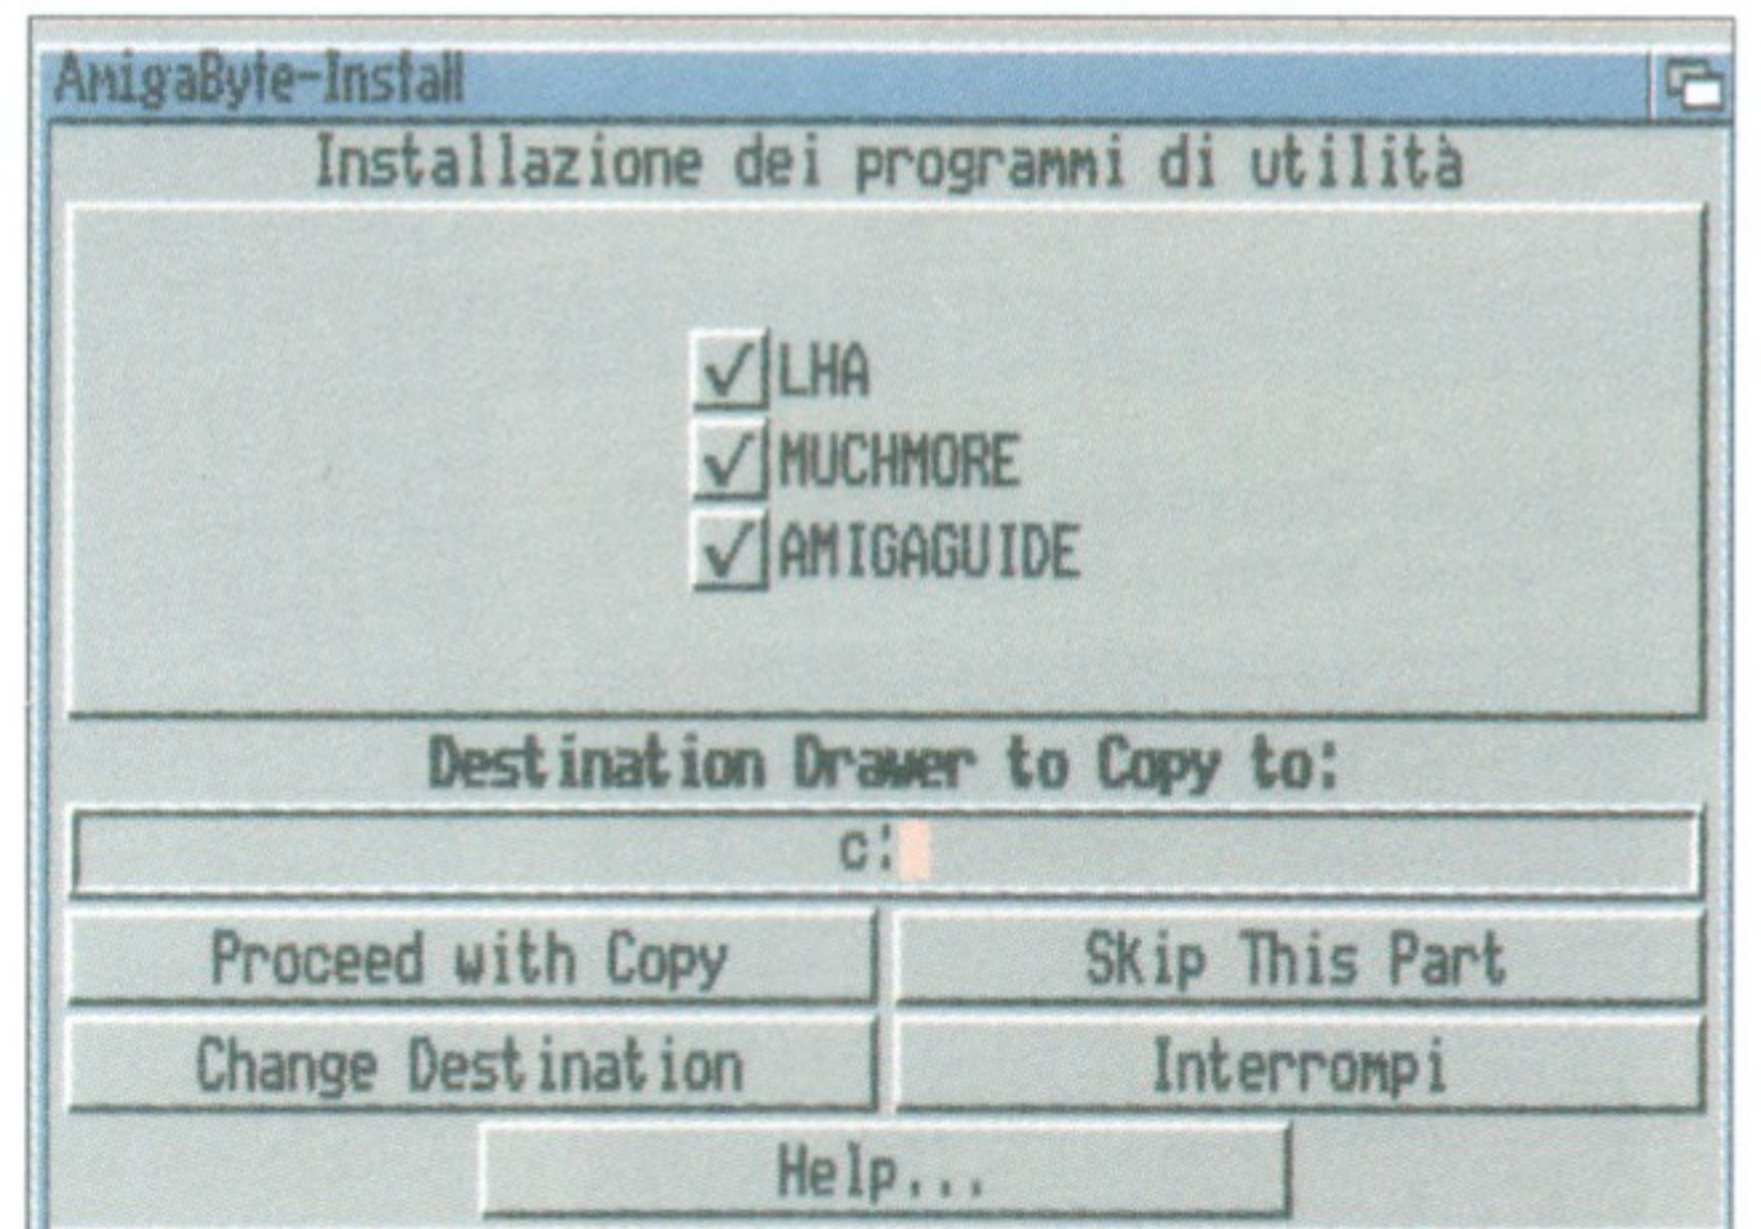 AmigaByte-Install
Installazione dei programmi di utilità
LHA
MUCHMORE
AMIGAGUIDE
Destination Drawer to Copy to:
c:
Proceed with Copy
Skip This Part
Change Destination
Interrompi
Help...